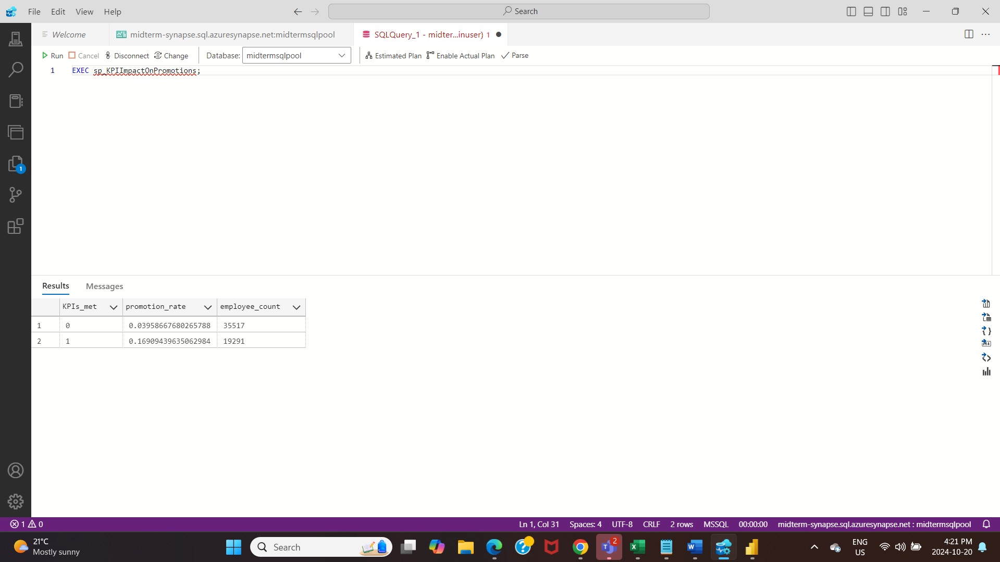 File Edit View Help
Search
Welcome midterm-synapse.sql.azuresynapse.net:midtermsqlpool SQLQuery_1 - midter...inuser) 1
Run Cancel Disconnect Change Database: midtermsqlpool Estimated Plan Enable Actual Plan Parse
1 EXEC sp_KPIImpactOnPromotions;
1
Results Messages
KPIs_met promotion_rate employee_count
1 0 0.03958667680265788 35517
2 1 0.16909439635062984 19291
1 0 Ln 1, Col 31 Spaces: 4 UTF-8 CRLF 2 rows MSSQL 00:00:00 midterm-synapse.sql.azuresynapse.net : midtermsqlpool
21°C
Mostly sunny
Search
2
ENG
US
4:21 PM
2024-10-20